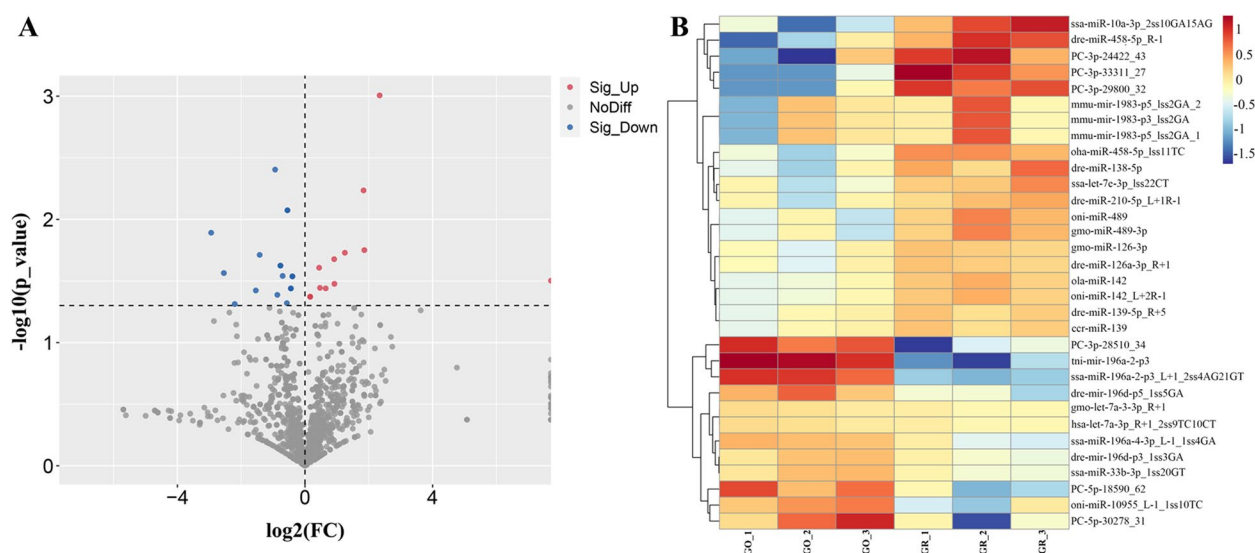 A
Sig_Up
NoDiff
Sig_Down
3
2
1
0
-log10(p_value)
−4
0
4
log2(FC)
B
ssa-miR-10a-3p_2ss10GA15AG
dre-miR-458-5p_R-1
PC-3p-24422_43
PC-3p-33311_27
PC-3p-29800_32
mmu-mir-1983-p5_lss2GA_2
mmu-mir-1983-p3_lss2GA
mmu-mir-1983-p5_lss2GA_1
oha-miR-458-5p_lss11TC
dre-miR-138-5p
ssa-let-7e-3p_lss22CT
dre-miR-210-5p_L+1R-1
oni-miR-489
gmo-miR-489-3p
gmo-miR-126-3p
dre-miR-126a-3p_R+1
ola-miR-142
oni-miR-142_L+2R-1
dre-miR-139-5p_R+5
ccr-miR-139
PC-3p-28510_34
tni-mir-196a-2-p3
ssa-miR-196a-2-p3_L+1_2ss4AG21GT
dre-mir-196d-p5_1ss5GA
gmo-let-7a-3-3p_R+1
hsa-let-7a-3p_R+1_2ss9TC10CT
ssa-miR-196a-4-3p_L-1_1ss4GA
dre-mir-196d-p3_1ss3GA
ssa-miR-33b-3p_1ss20GT
PC-5p-18590_62
oni-miR-10955_L-1_1ss10TC
PC-5p-30278_31
1
0.5
0
-0.5
-1
-1.5
GO_1
GO_2
GO_3
GR_1
GR_2
GR_3